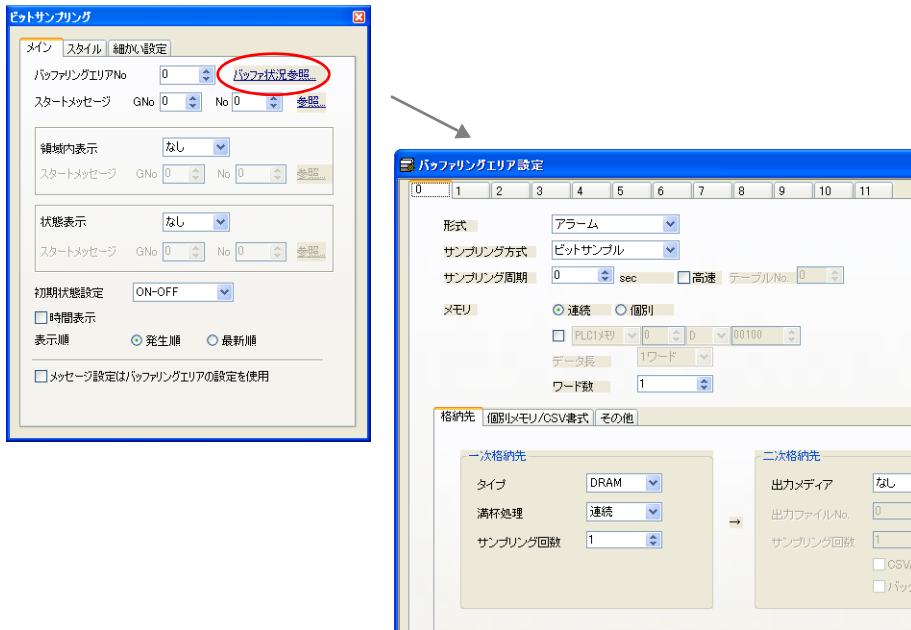 ビットサンプリング
メイン スタイル 細かい設定
バッファリングエリアNo 0 バッファ状況参照...
スタートメッセージ GNo 0 No 0 参照...
領域内表示 なし
スタートメッセージ GNo 0 No 0 参照...
状態表示 なし
スタートメッセージ GNo 0 No 0 参照...
初期状態設定 ON-OFF
時間表示
表示順 発生順 最新順
メッセージ設定はバッファリングエリアの設定を使用
バッファリングエリア設定
0 1 2 3 4 5 6 7 8 9 10 11
形式 アラーム
サンプリング方式 ビットサンプル
サンプリング周期 0 sec 高速 テーブルNo. 0
メモリ 連続 個別
PLC1メモリ 0 D 00100
データ長 1ワード
ワード数 1
格納先 個別メモリ/CSV書式 その他
一次格納先
タイプ DRAM
満杯処理 連続
サンプリング回数 1
→
二次格納先
出力メディア なし
出力ファイルNo. 0
サンプリング回数 1
CSV
バッ